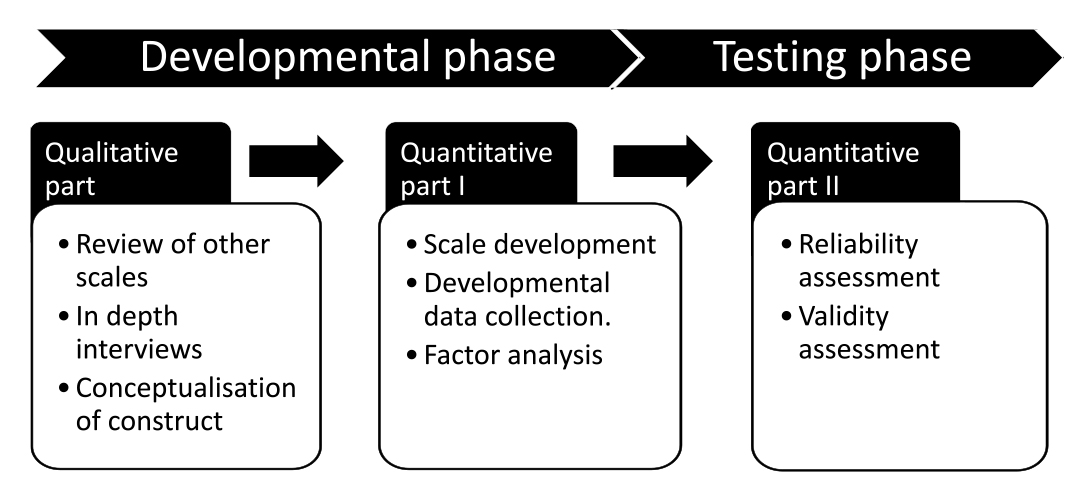 Developmental phase
Testing phase
Qualitative
part
• Review of other
scales
• In depth
interviews
• Conceptualisation
of construct
Quantitative
part I
• Scale development
• Developmental
data collection.
• Factor analysis
Quantitative
part II
• Reliability
assessment
• Validity
assessment